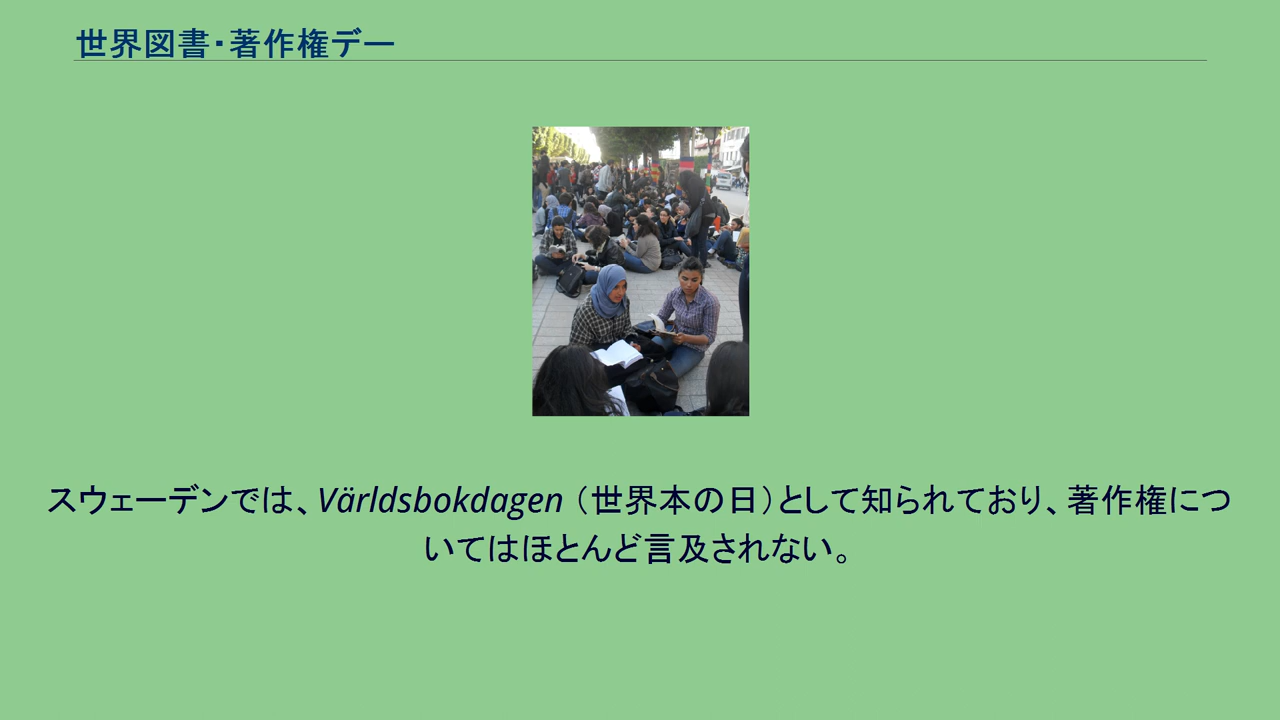 世界図書・著作権デー
スウェーデンでは、Världsbokdagen（世界本の日）として知られており、著作権につ
いてはほとんど言及されない。